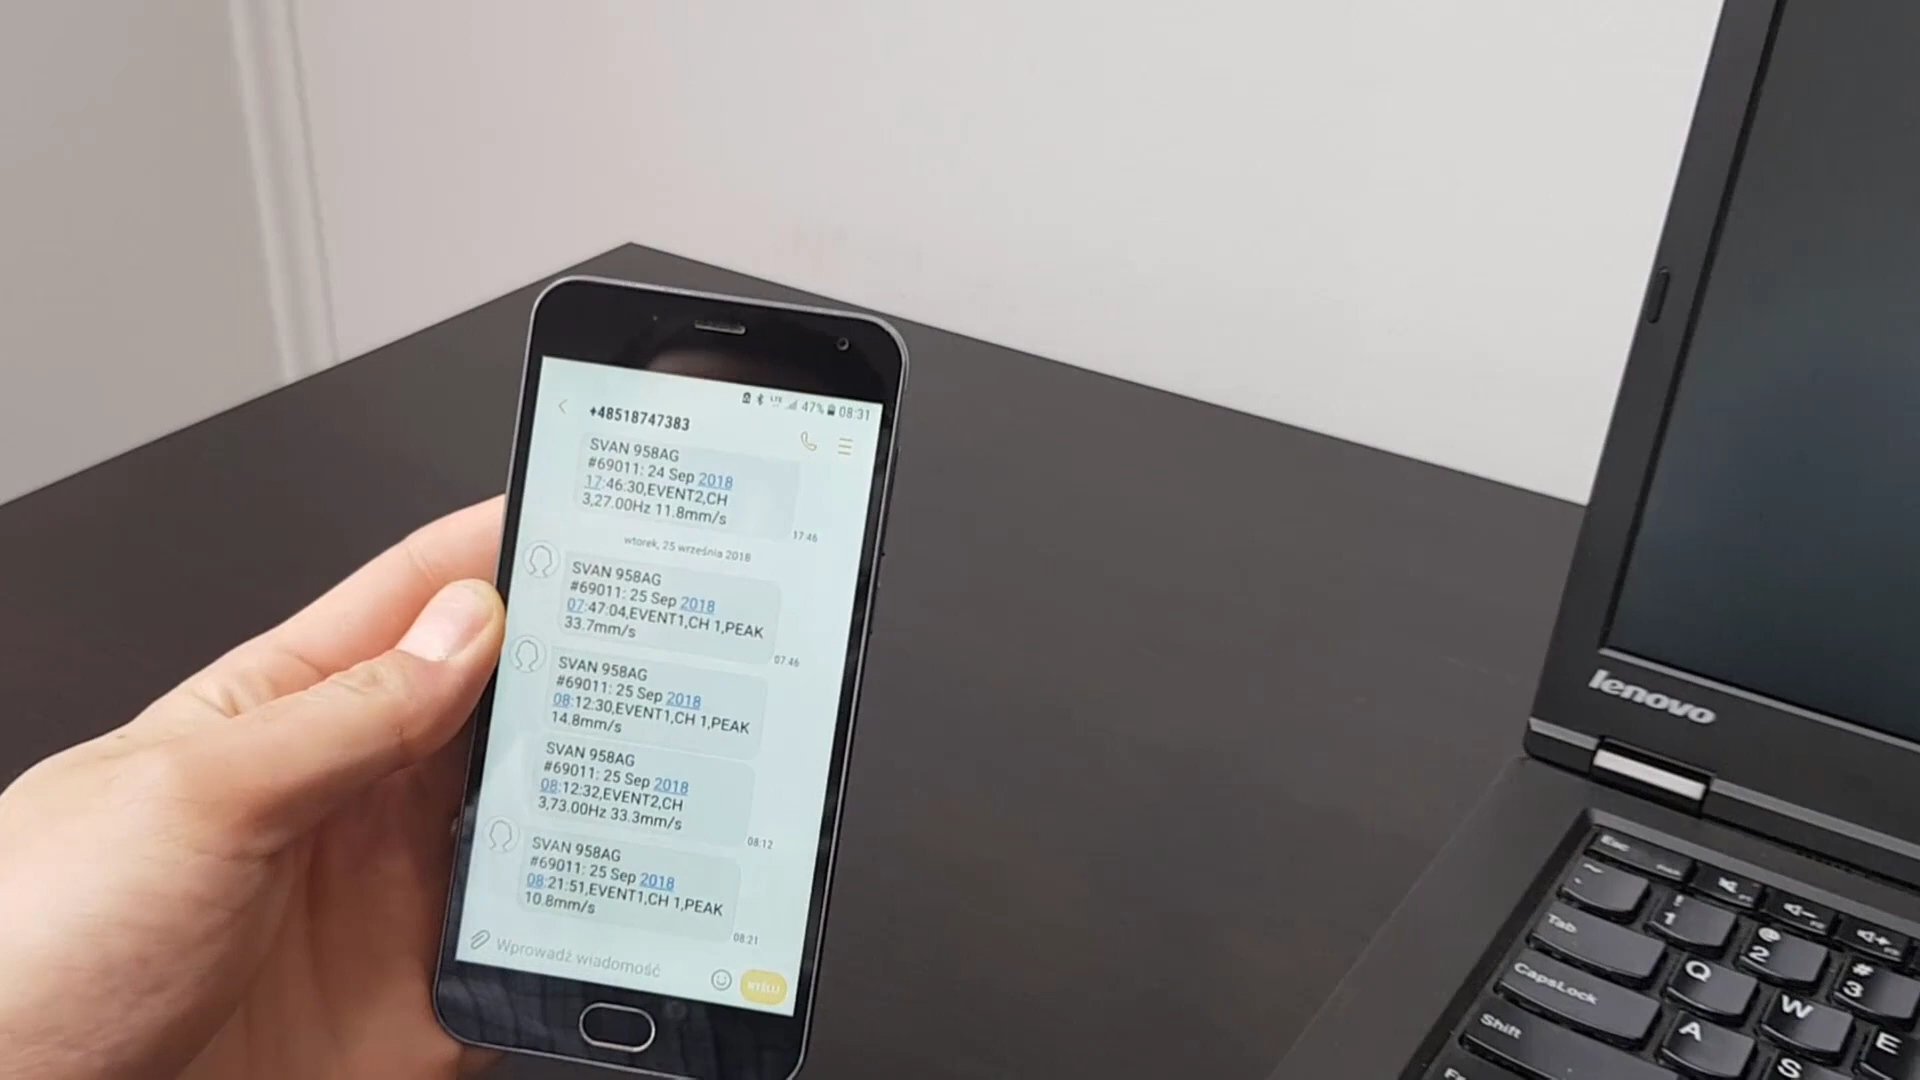 LTE 47% 08:31
+48518747383
SVAN 958AG
#69011: 24 Sep 2018
17:46:30,EVENT2,CH
3,27.00Hz 11.8mm/s
17:46
wtorek, 25 września 2018
SVAN 958AG
#69011: 25 Sep 2018
07:47:04,EVENT1,CH 1,PEAK
33.7mm/s
07:46
SVAN 958AG
#69011: 25 Sep 2018
08:12:30,EVENT1,CH 1,PEAK
14.8mm/s
SVAN 958AG
#69011: 25 Sep 2018
08:12:32,EVENT2,CH
3,73.00Hz 33.3mm/s
08:12
SVAN 958AG
#69011: 25 Sep 2018
08:21:51,EVENT1,CH 1,PEAK
10.8mm/s
08:21
Wprowadź wiadomość
WYŚLIJ
lenovo
Esc
~ ! 1 @ 2 # 3
Tab Q W E
CapsLock A S
Shift